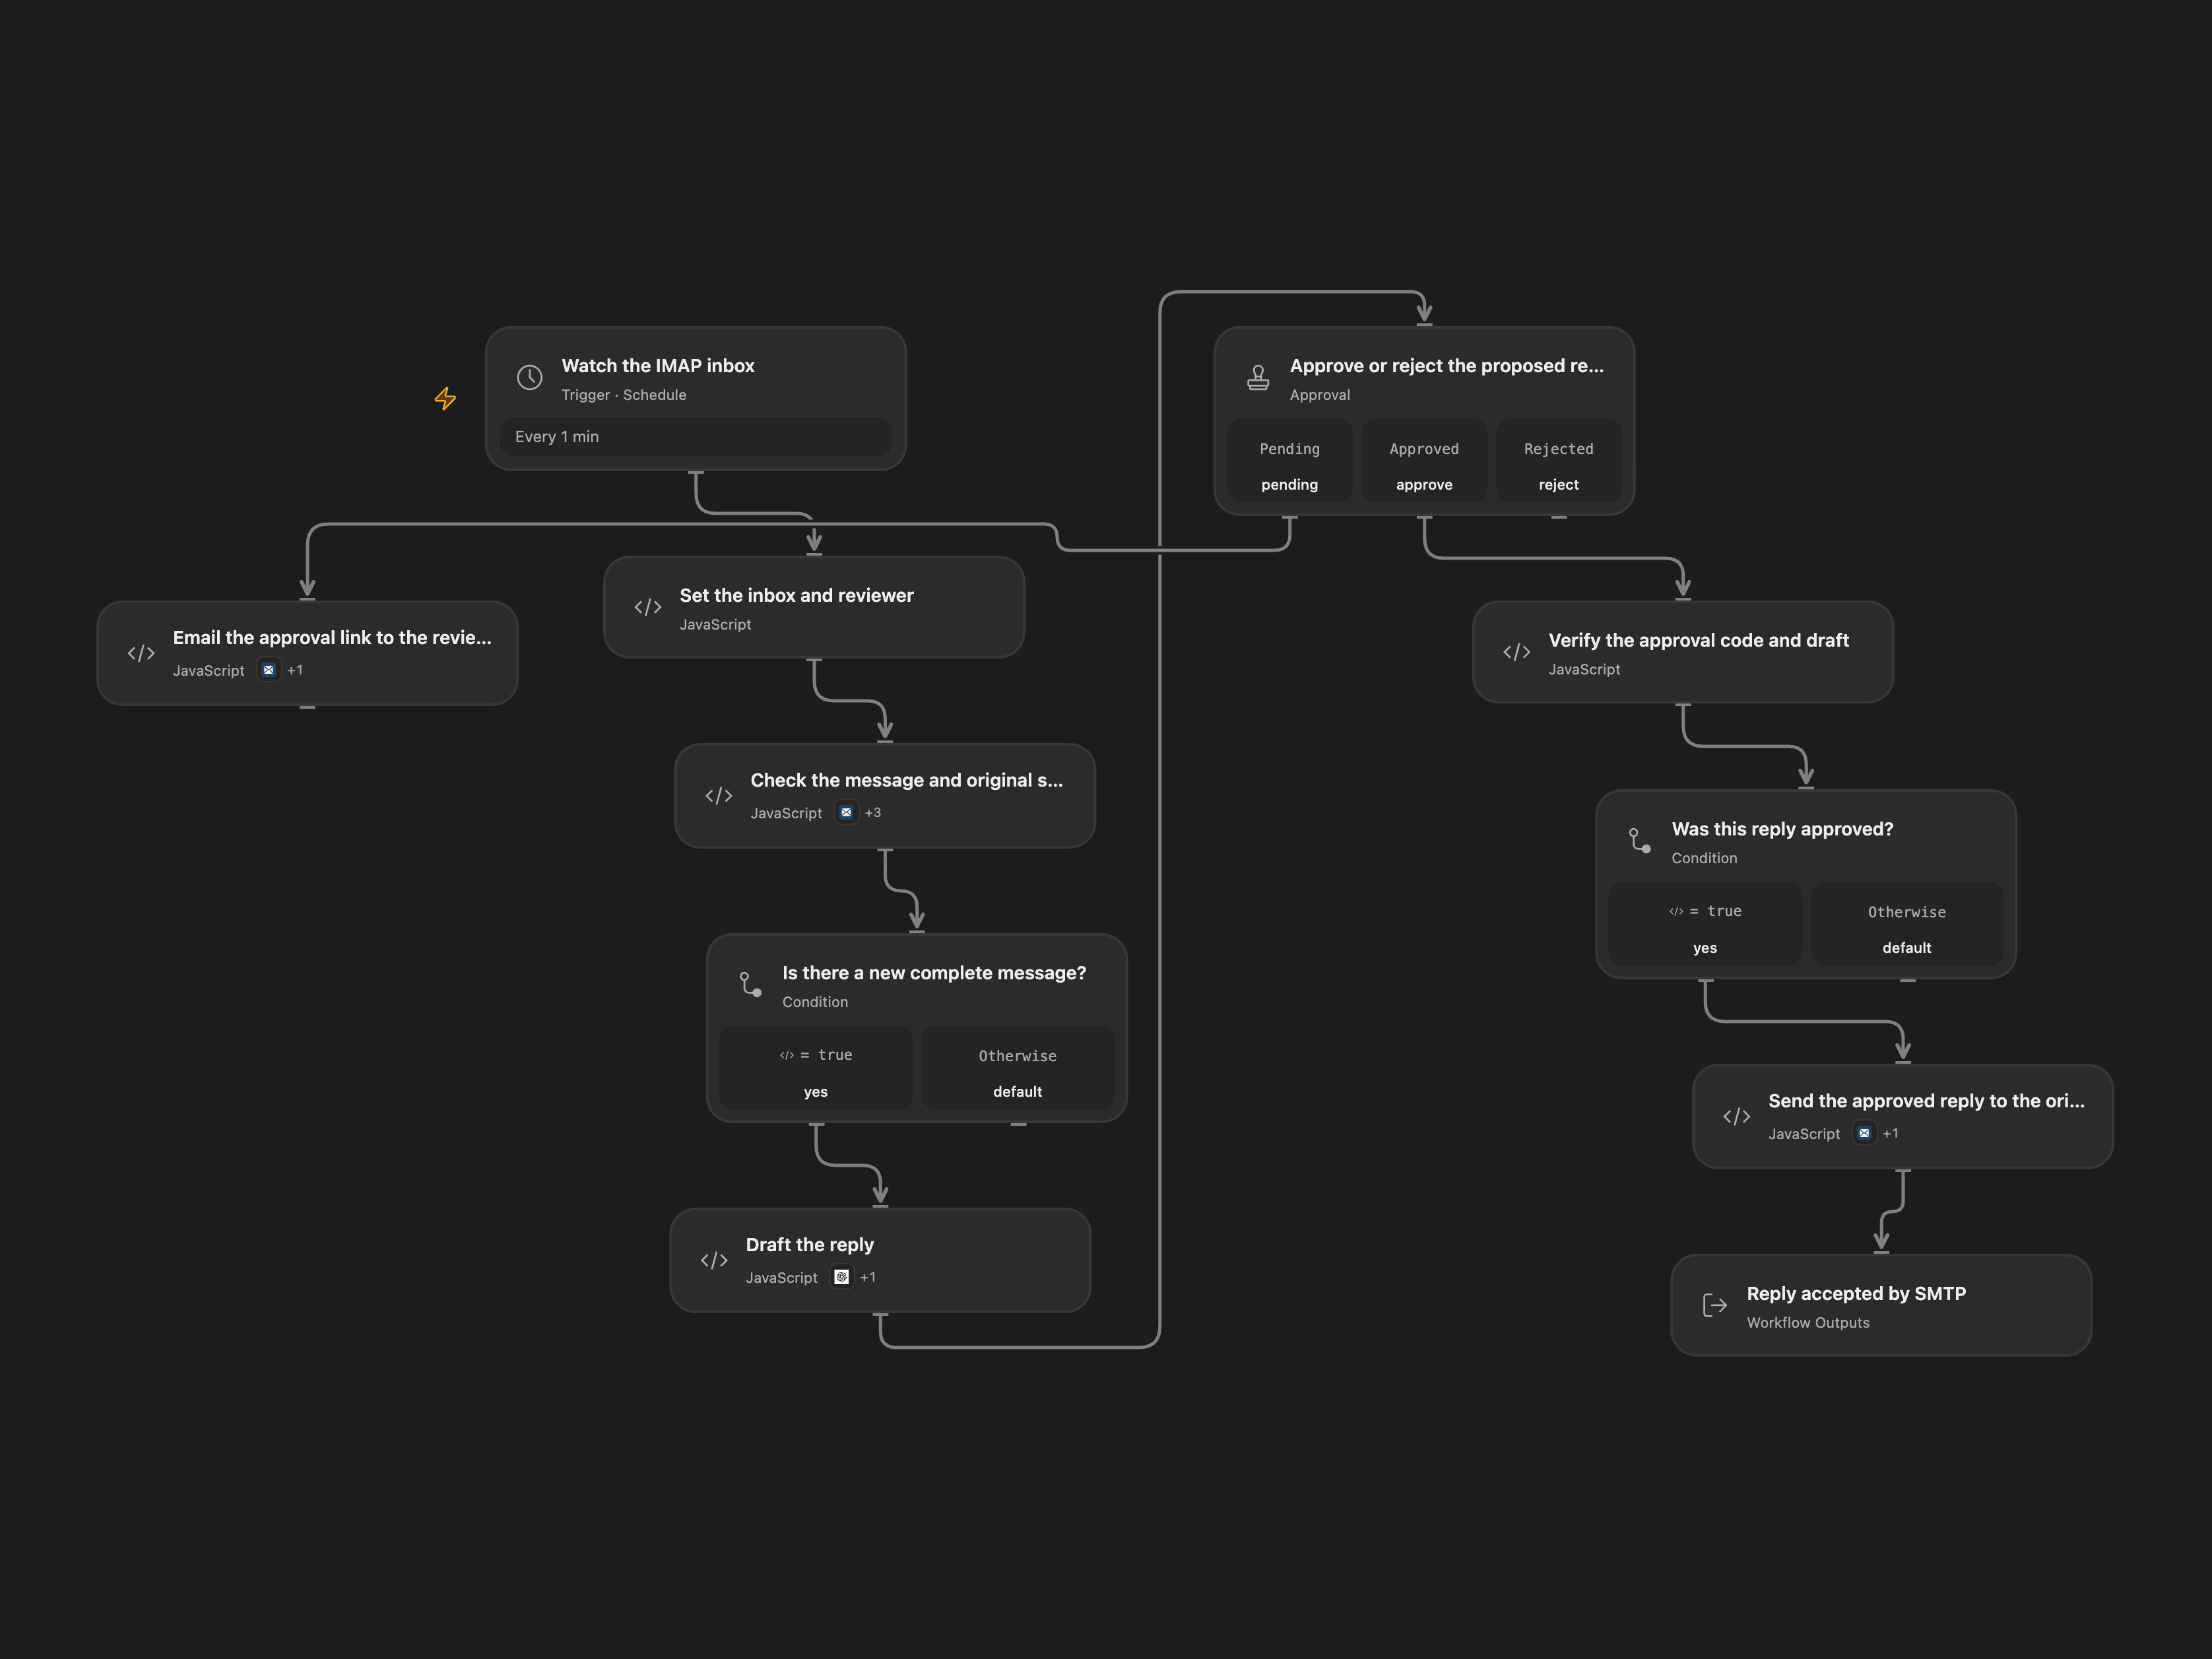 Watch the IMAP inbox
Trigger · Schedule
Every 1 min
Email the approval link to the revie...
JavaScript +1
Set the inbox and reviewer
JavaScript
Check the message and original s...
JavaScript +3
Is there a new complete message?
Condition
</> = true
yes
Otherwise
default
Draft the reply
JavaScript +1
Approve or reject the proposed re...
Approval
Pending
pending
Approved
approve
Rejected
reject
Verify the approval code and draft
JavaScript
Was this reply approved?
Condition
</> = true
yes
Otherwise
default
Send the approved reply to the ori...
JavaScript +1
Reply accepted by SMTP
Workflow Outputs